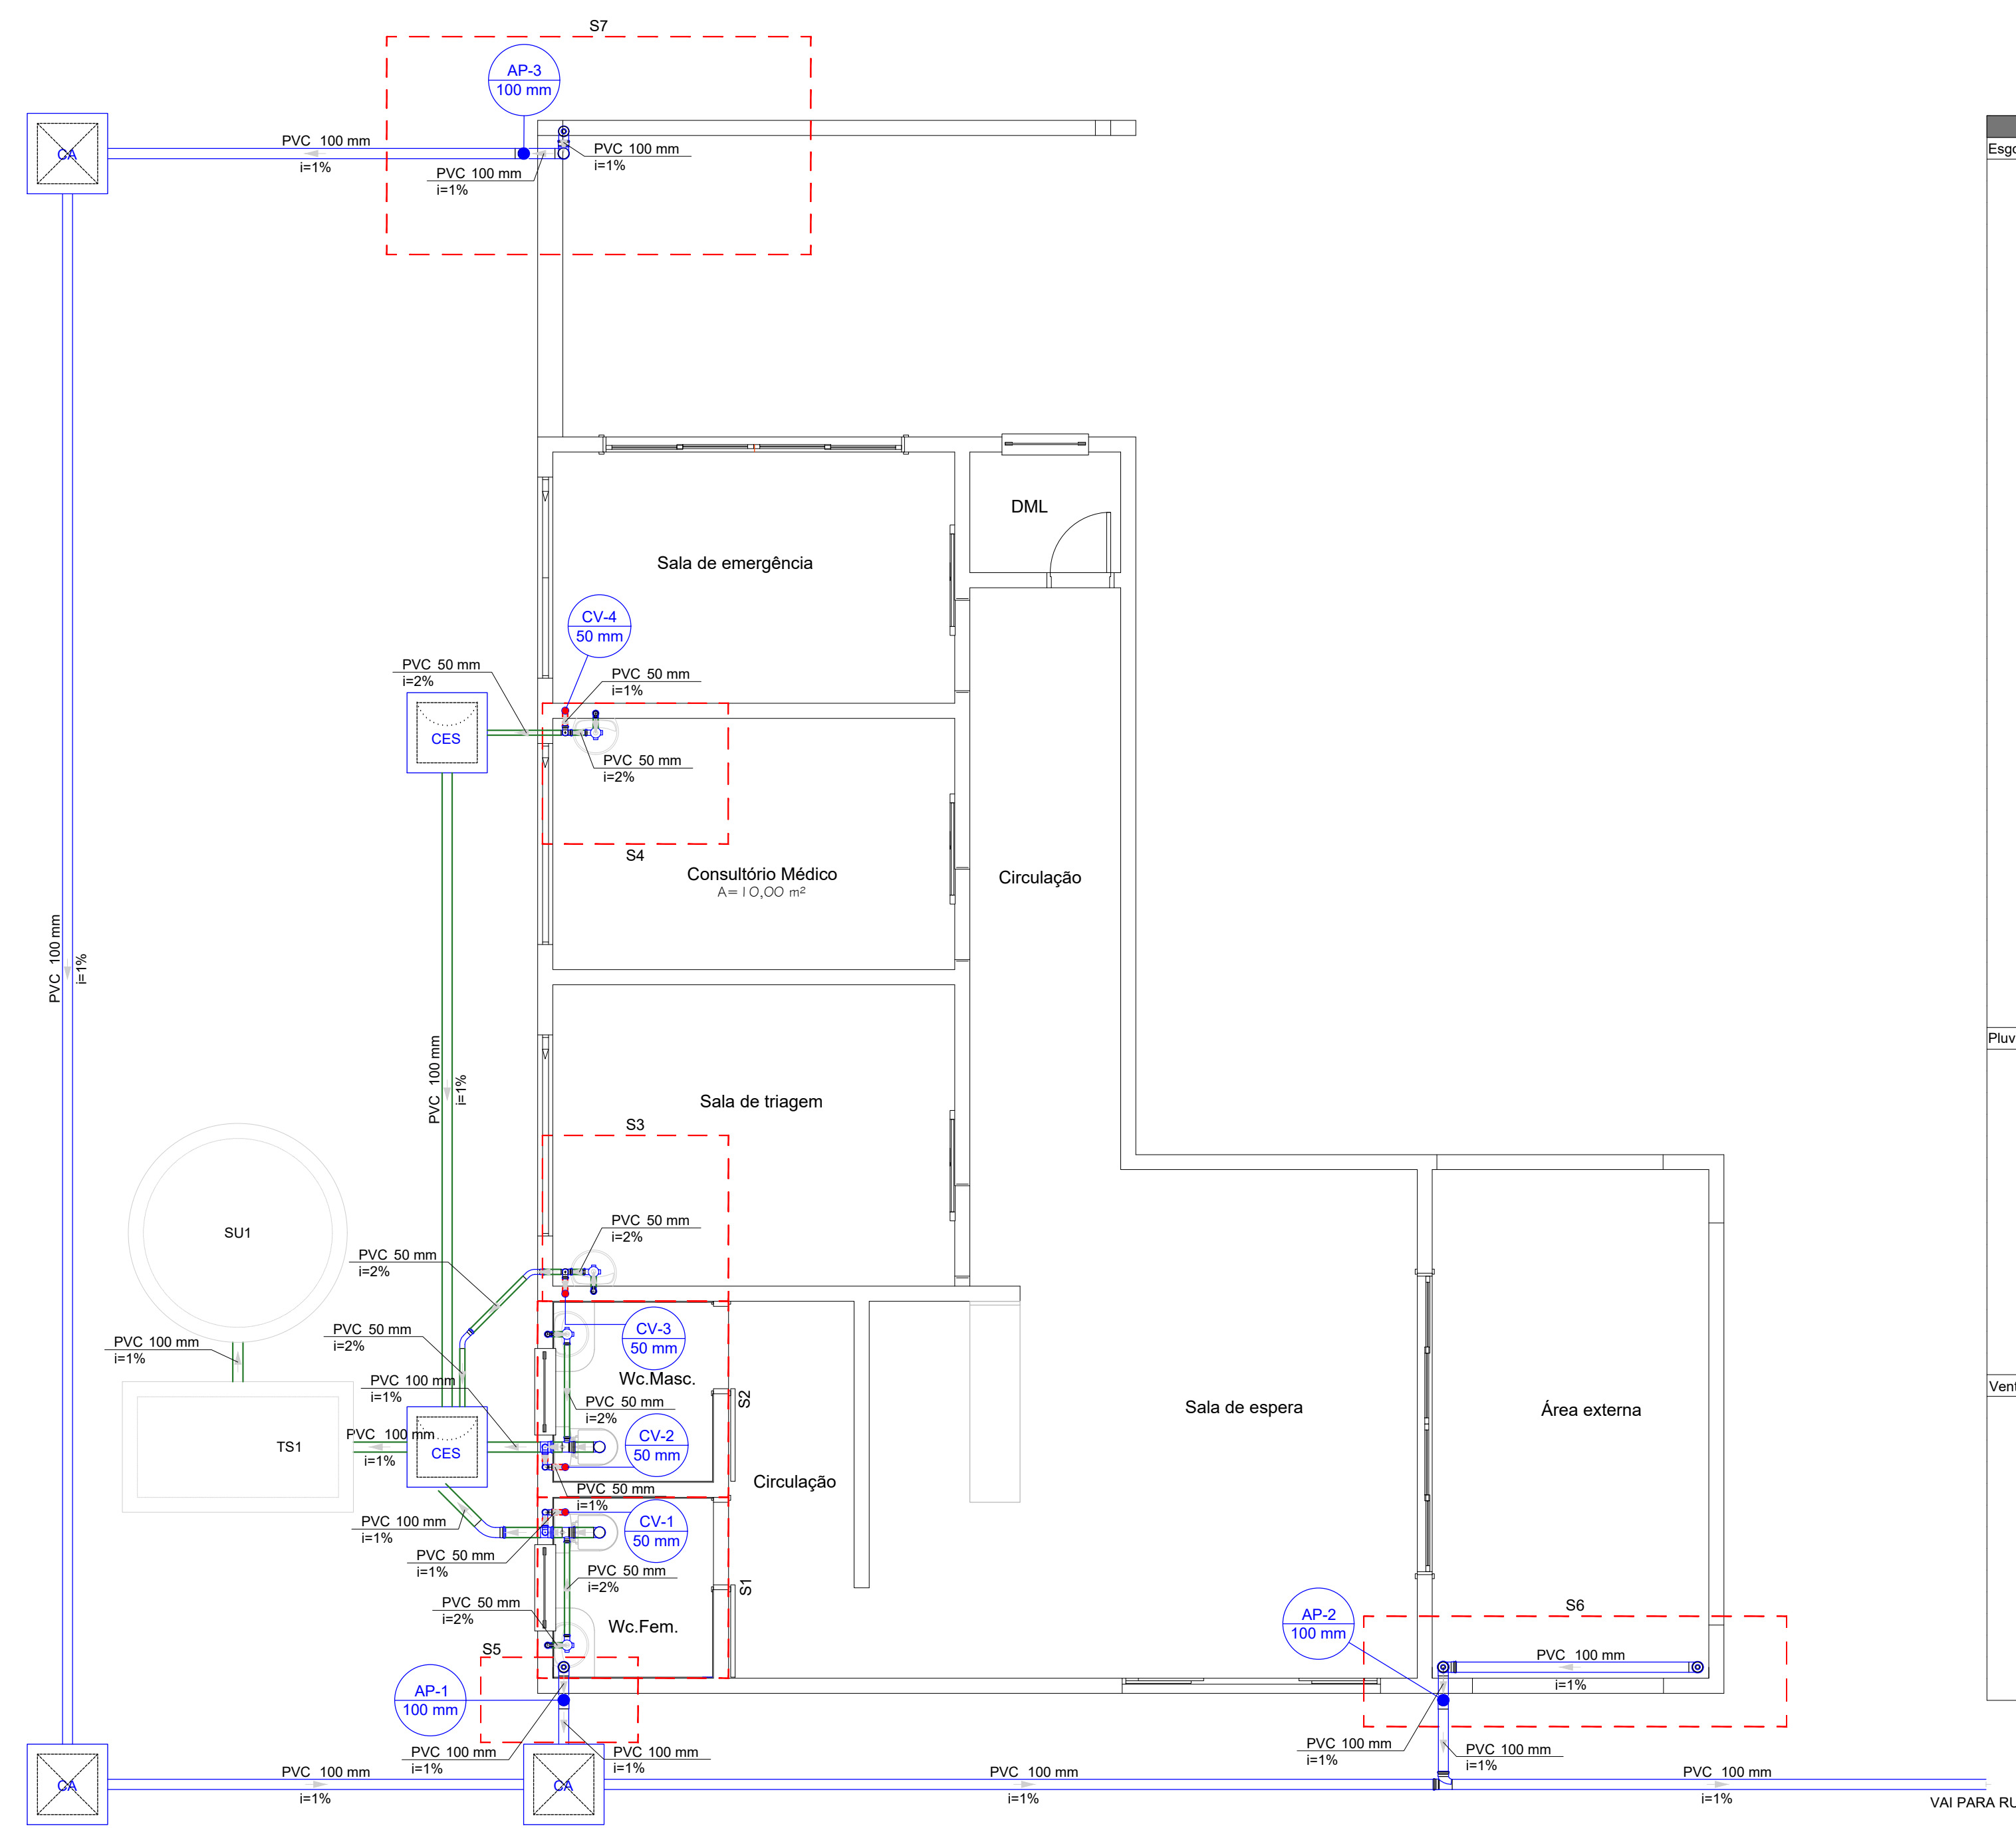 S7
AP-3
100 mm
PVC 100 mm
i=1%
CA
PVC 100 mm
i=1%
PVC 100 mm
i=1%
Esgo
DML
Sala de emergência
CV-4
50 mm
PVC 50 mm
i=2%
PVC 50 mm
i=1%
CES
PVC 50 mm
i=2%
S4
Consultório Médico
A=10,00 m²
Circulação
PVC 100 mm
i=1%
PVC 100 mm
i=1%
Pluv
Sala de triagem
S3
SU1
PVC 50 mm
i=2%
PVC 50 mm
i=2%
PVC 50 mm
i=2%
PVC 100 mm
i=1%
CV-3
50 mm
Wc.Masc.
PVC 100 mm
i=1%
S2
PVC 50 mm
i=2%
Vent
Sala de espera
Área externa
TS1
PVC 100 mm
i=1%
CES
CV-2
50 mm
Circulação
PVC 50 mm
i=1%
PVC 100 mm
i=1%
CV-1
50 mm
PVC 50 mm
i=1%
PVC 50 mm
i=2%
S1
PVC 50 mm
i=2%
Wc.Fem.
S6
AP-2
100 mm
S5
PVC 100 mm
i=1%
AP-1
100 mm
PVC 100 mm
i=1%
PVC 100 mm
i=1%
PVC 100 mm
i=1%
PVC 100 mm
i=1%
CA
PVC 100 mm
i=1%
CA
PVC 100 mm
i=1%
PVC 100 mm
i=1%
VAI PARA RU